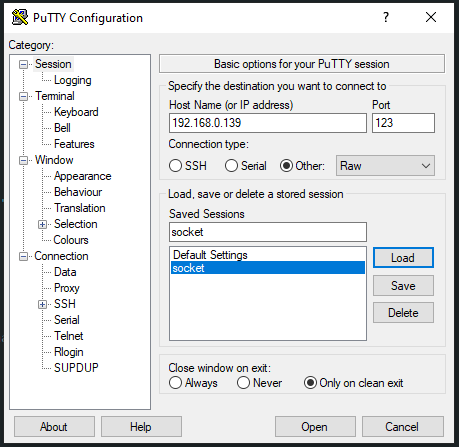 PuTTY Configuration
?
Category:
Session
Logging
Terminal
Keyboard
Bell
Features
Window
Appearance
Behaviour
Translation
Selection
Colours
Connection
Data
Proxy
SSH
Serial
Telnet
Rlogin
SUPDUP
Basic options for your PuTTY session
Specify the destination you want to connect to
Host Name (or IP address) Port
192.168.0.139 123
Connection type:
SSH Serial Other: Raw
Load, save or delete a stored session
Saved Sessions
socket
Default Settings
socket
Load
Save
Delete
Close window on exit:
Always Never Only on clean exit
About Help Open Cancel